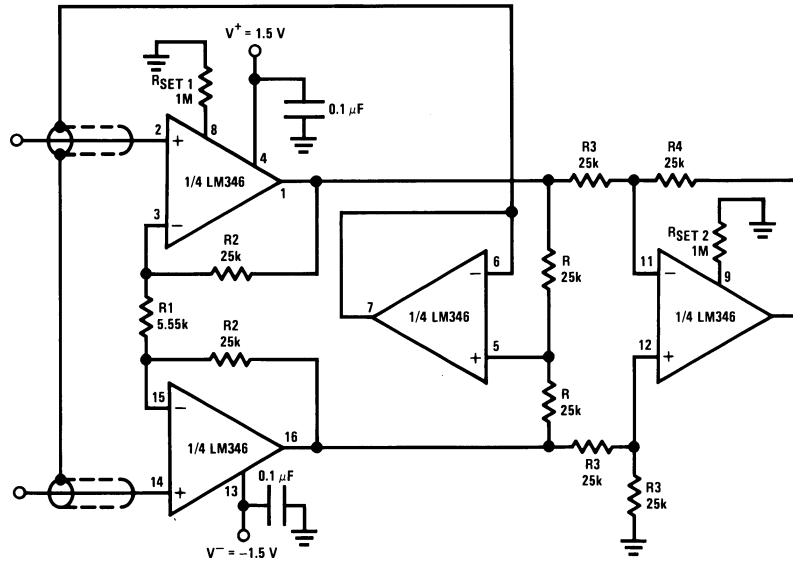 V+ = 1.5 V
RSET 1
1M
8
0.1 μF
2
+
4
1/4 LM346
1
3
−
R2
25k
R1
5.55k
R2
25k
15
−
1/4 LM346
16
14
+
13
0.1 μF
V− = −1.5 V
7
1/4 LM346
−
6
+
5
R
25k
R
25k
R3
25k
R4
25k
RSET 2
1M
9
11
−
1/4 LM346
12
+
R3
25k
R3
25k